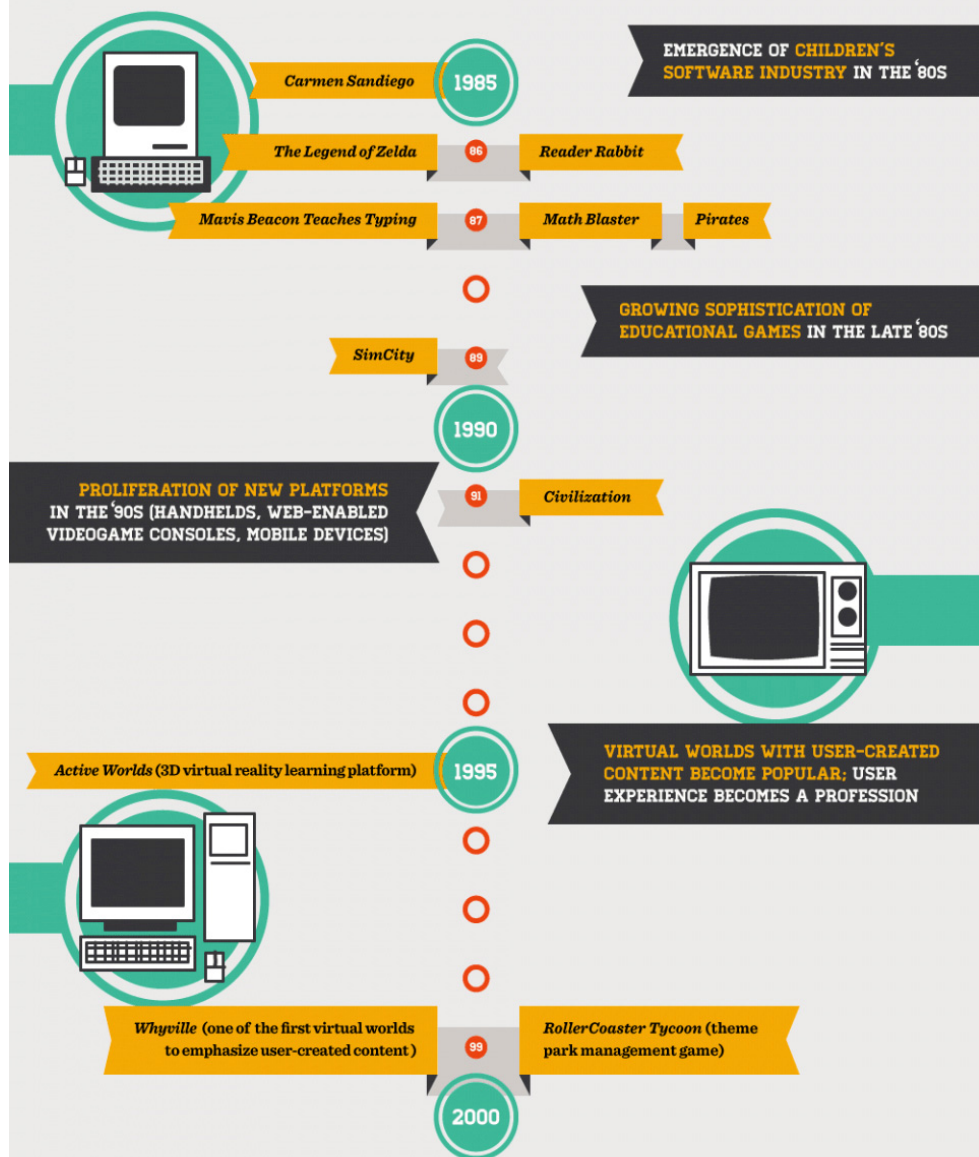 EMERGENCE OF CHILDREN'S
SOFTWARE INDUSTRY IN THE '80S
Carmen Sandiego
1985
The Legend of Zelda
86
Reader Rabbit
Mavis Beacon Teaches Typing
87
Math Blaster
Pirates
GROWING SOPHISTICATION OF
EDUCATIONAL GAMES IN THE LATE '80S
SimCity
89
1990
PROLIFERATION OF NEW PLATFORMS
IN THE '90S (HANDHELDS, WEB-ENABLED
VIDEOGAME CONSOLES, MOBILE DEVICES)
91
Civilization
VIRTUAL WORLDS WITH USER-CREATED
CONTENT BECOME POPULAR; USER
EXPERIENCE BECOMES A PROFESSION
Active Worlds (3D virtual reality learning platform)
1995
Whyville (one of the first virtual worlds
to emphasize user-created content)
99
RollerCoaster Tycoon (theme
park management game)
2000